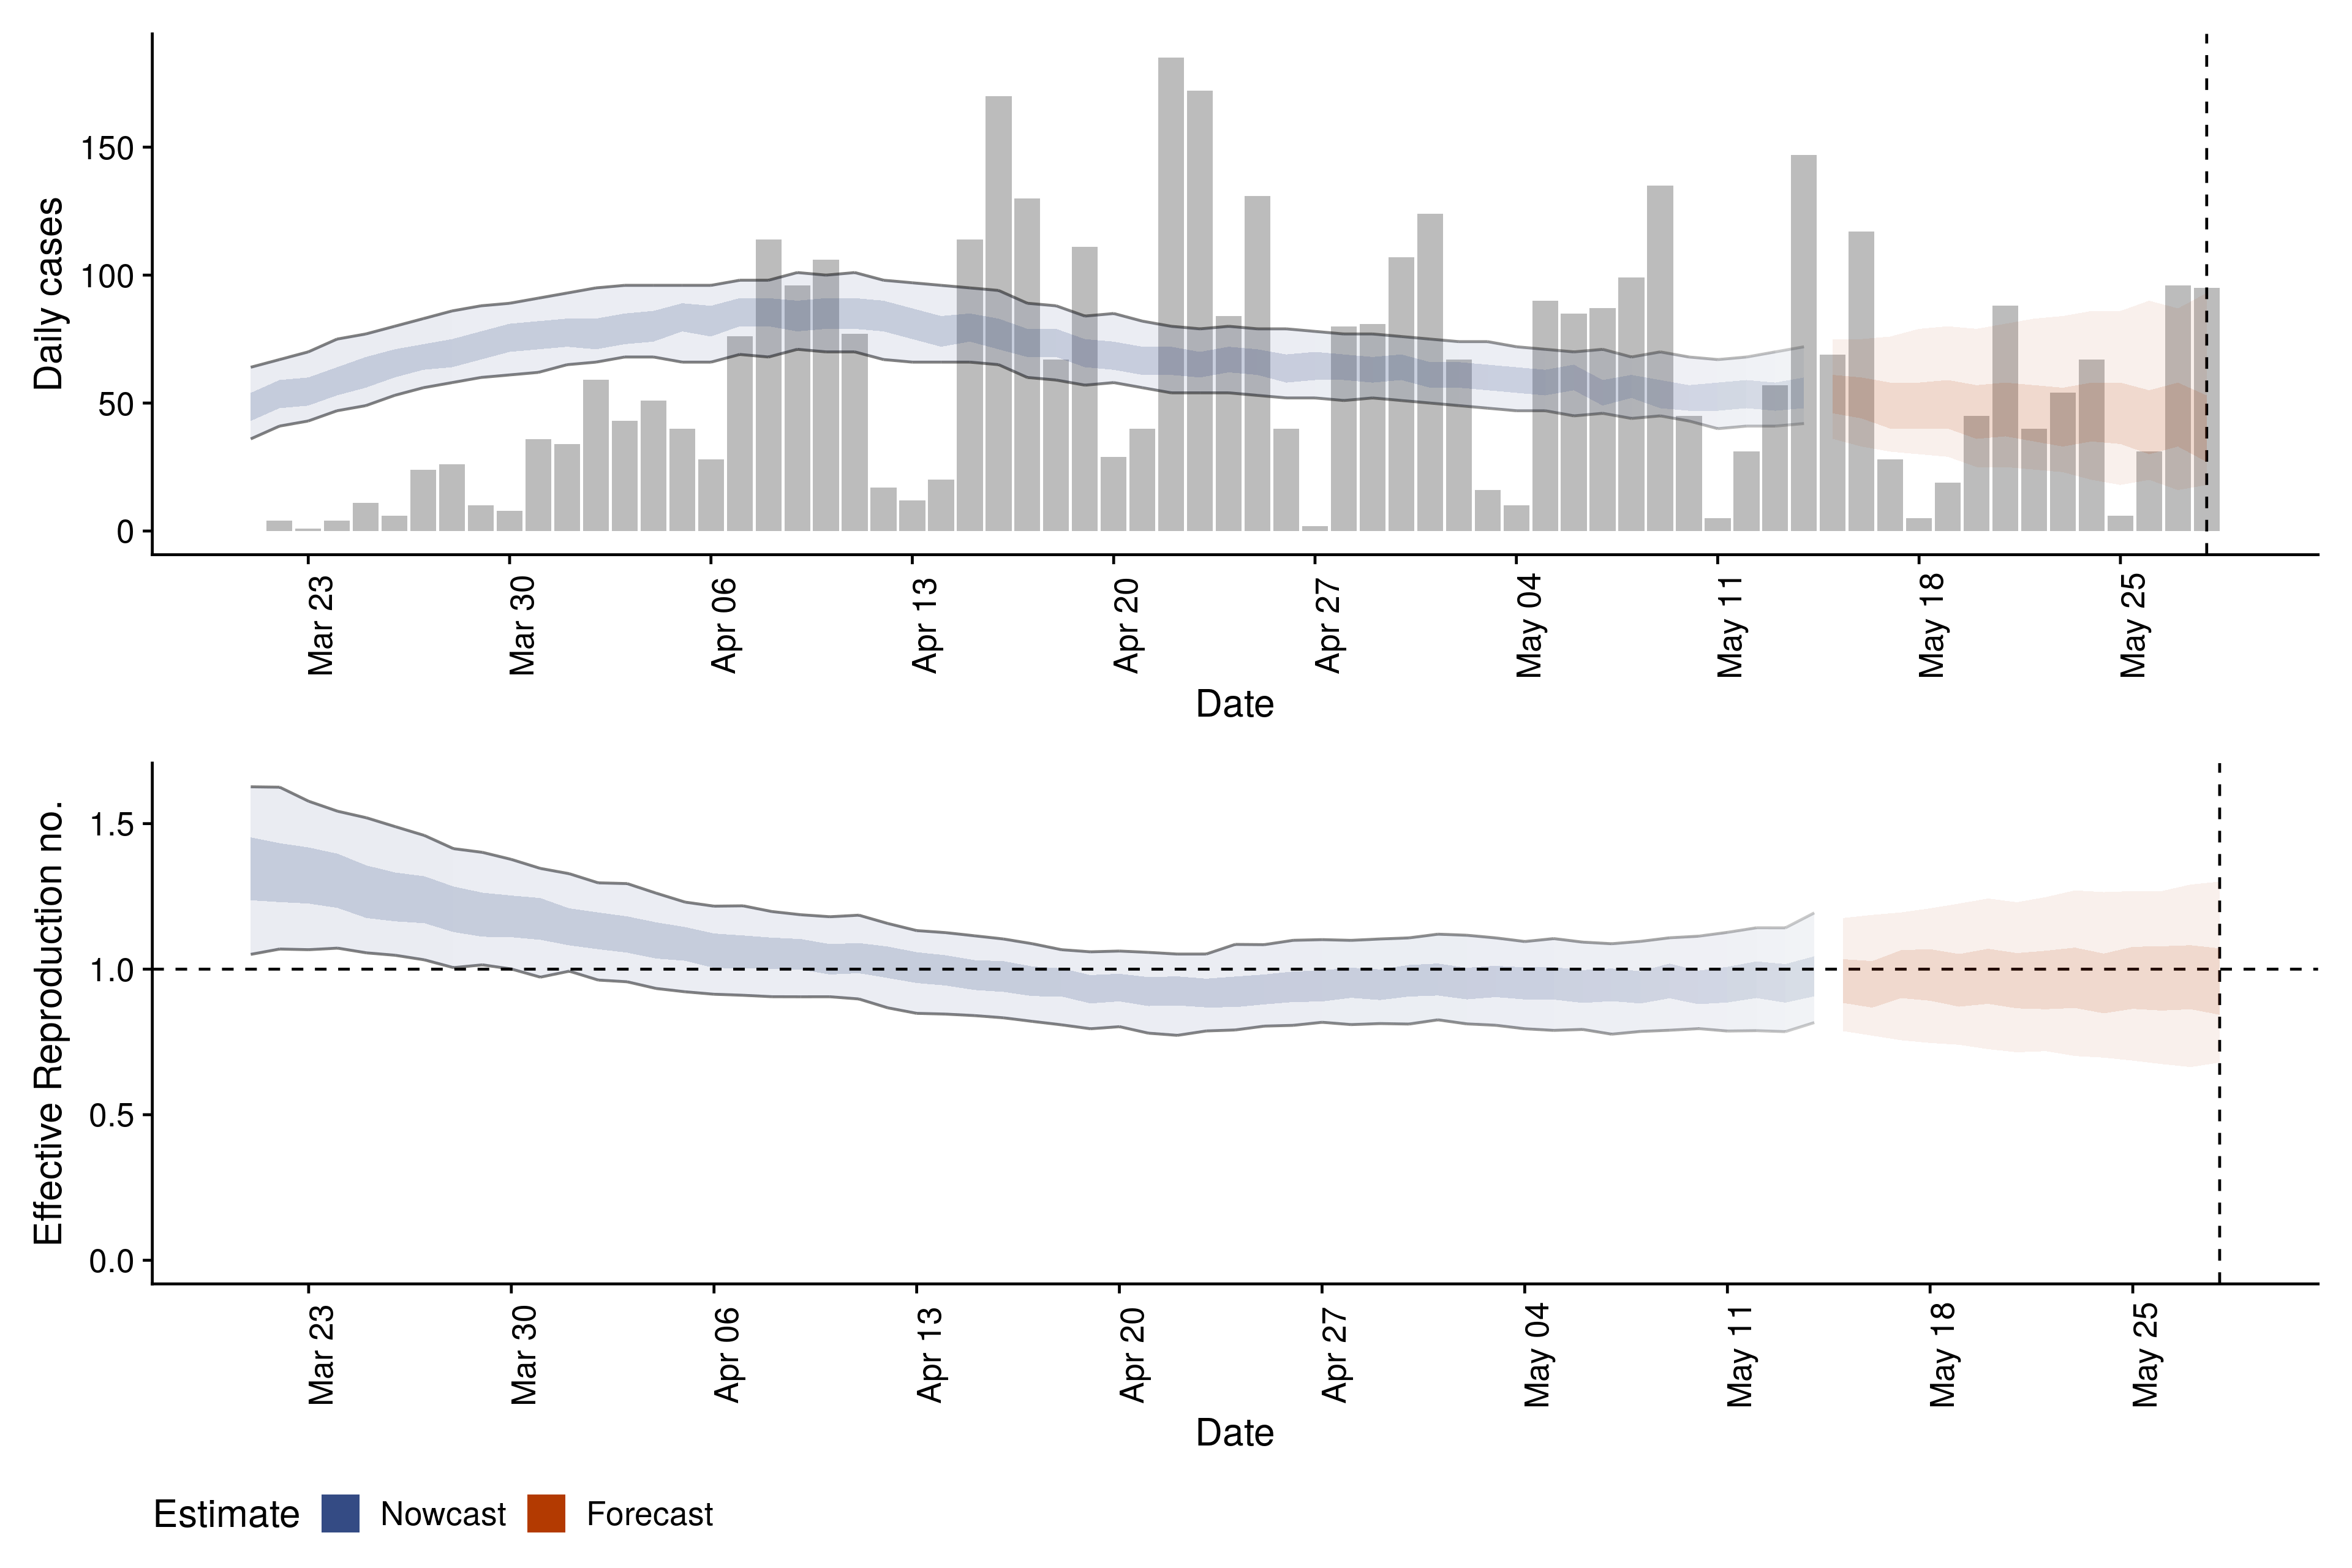 Daily cases
150
100
50
0
Mar 23
Mar 30
Apr 06
Apr 13
Apr 20
Apr 27
May 04
May 11
May 18
May 25
Date
Effective Reproduction no.
1.5
1.0
0.5
0.0
Mar 23
Mar 30
Apr 06
Apr 13
Apr 20
Apr 27
May 04
May 11
May 18
May 25
Date
Estimate Nowcast Forecast